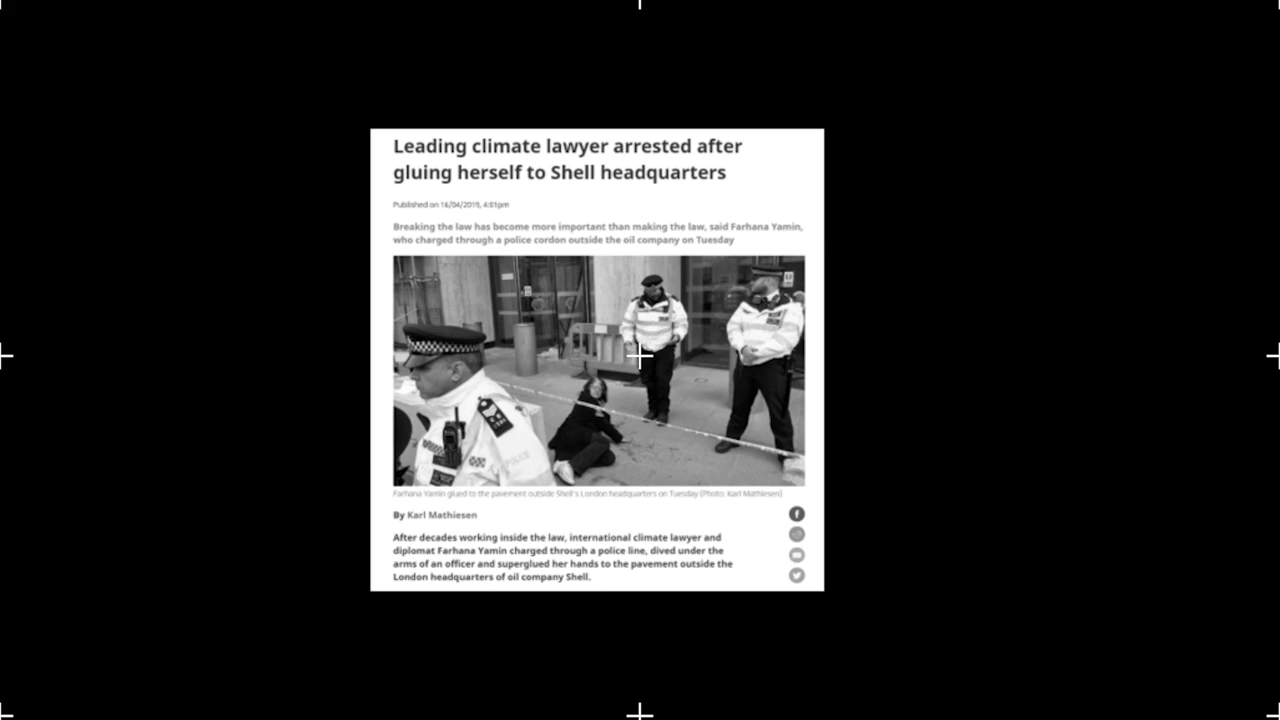 Leading climate lawyer arrested after
gluing herself to Shell headquarters
Published on 16/04/2019, 4:01pm
Breaking the law has become more important than making the law, said Farhana Yamin,
who charged through a police cordon outside the oil company on Tuesday
Farhana Yamin glued to the pavement outside Shell's London headquarters on Tuesday (Photo: Karl Mathiesen)
By Karl Mathiesen
After decades working inside the law, international climate lawyer and
diplomat Farhana Yamin charged through a police line, dived under the
arms of an officer and superglued her hands to the pavement outside the
London headquarters of oil company Shell.